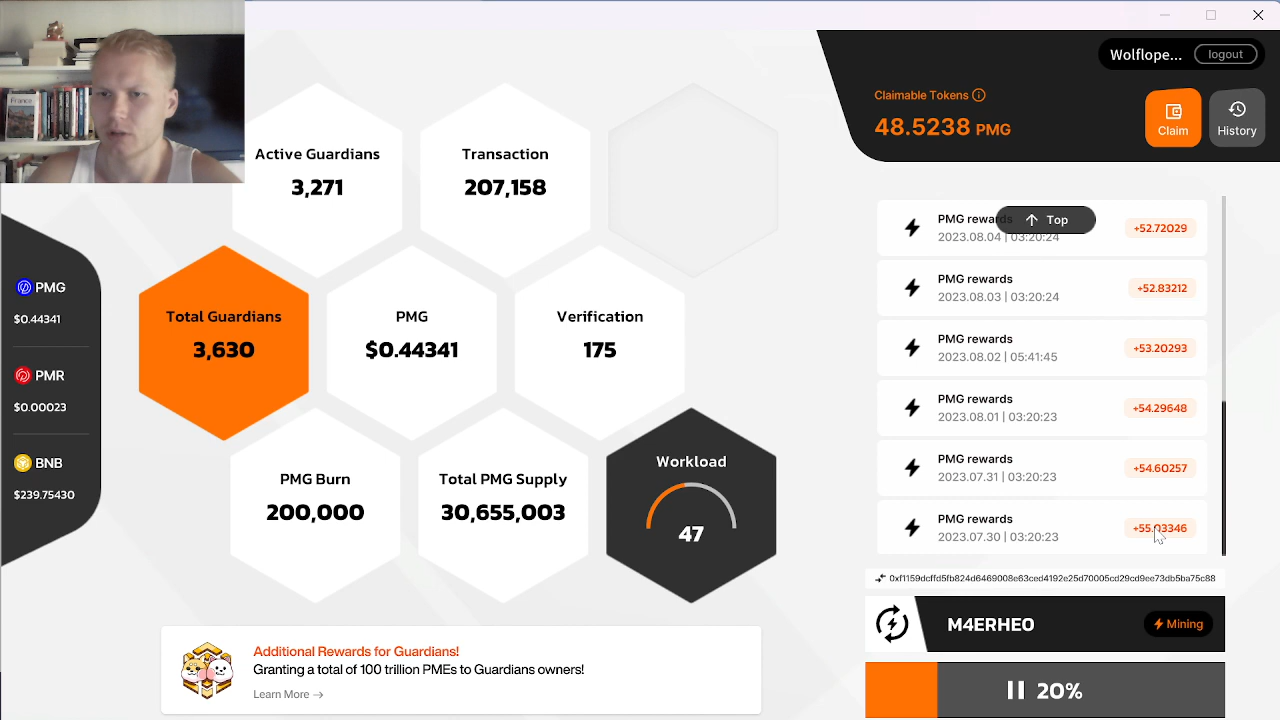 France
Wolflope...
logout
Claimable Tokens
48.5238 PMG
Claim
History
Active Guardians
3,271
Transaction
207,158
Total Guardians
3,630
PMG
$0.44341
Verification
175
PMG Burn
200,000
Total PMG Supply
30,655,003
Workload
47
PMG
$0.44341
PMR
$0.00023
BNB
$239.75430
Top
PMG rewards
2023.08.04 | 03:20:24
+52.72029
PMG rewards
2023.08.03 | 03:20:24
+52.83212
PMG rewards
2023.08.02 | 05:41:45
+53.20293
PMG rewards
2023.08.01 | 03:20:23
+54.29648
PMG rewards
2023.07.31 | 03:20:23
+54.60257
PMG rewards
2023.07.30 | 03:20:23
+55.03346
0xf1159dcffd5fb824d6469008e63ced4192e25d70005cd29cd9ee73db5ba75c88
M4ERHEO
Mining
20%
Additional Rewards for Guardians!
Granting a total of 100 trillion PMEs to Guardians owners!
Learn More →